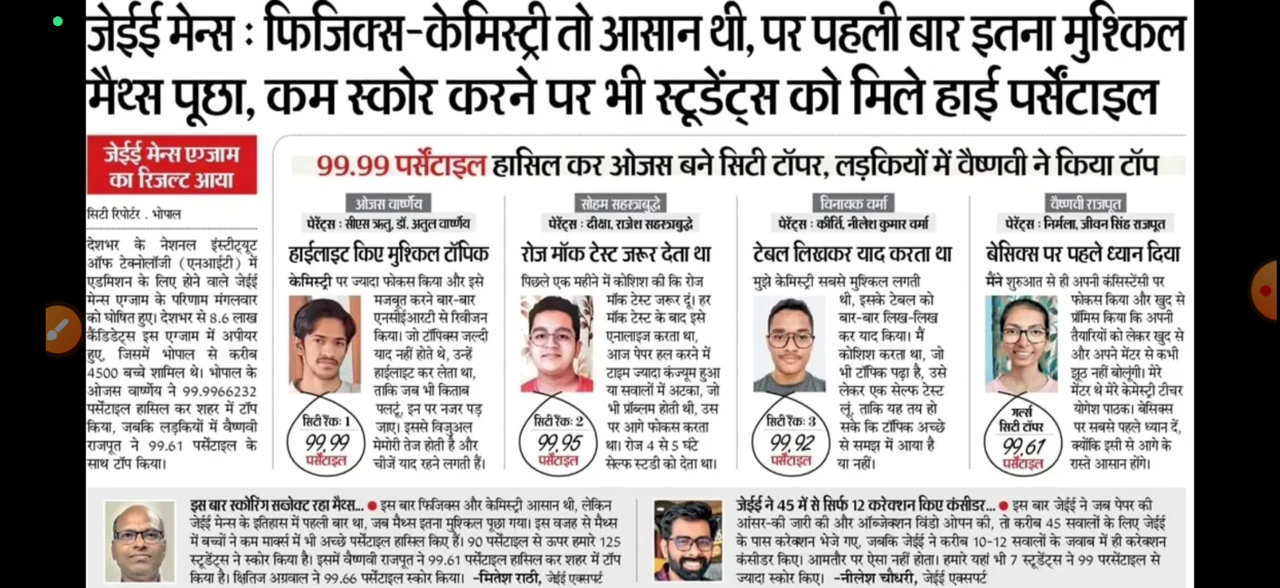 जेईई मेन्स : फिजिक्स-केमिस्ट्री तो आसान थी, पर पहली बार इतना मुश्किल
मैथ्स पूछा, कम स्कोर करने पर भी स्टूडेंट्स को मिले हाई पर्सेंटाइल
जेईई मेन्स एग्जाम
का रिजल्ट आया
सिटी रिपोर्टर . भोपाल
देशभर के नेशनल इंस्टीट्यूट
ऑफ टेक्नोलॉजी (एनआईटी) में
एडमिशन के लिए होने वाले जेईई
मेन्स एग्जाम के परिणाम मंगलवार
को घोषित हुए। देशभर से 8.6 लाख
कैंडिडेट्स इस एग्जाम में अपीयर
हुए, जिसमें भोपाल से करीब
4500 बच्चे शामिल थे। भोपाल के
ओजस वार्ष्णेय ने 99.9966232
पर्सेंटाइल हासिल कर शहर में टॉप
किया, जबकि लड़कियों में वैष्णवी
राजपूत ने 99.61 पर्सेंटाइल के
साथ टॉप किया।
99.99 पर्सेंटाइल हासिल कर ओजस बने सिटी टॉपर, लड़कियों में वैष्णवी ने किया टॉप
ओजस वार्ष्णेय
पेरेंट्स : सीएस ऋतु, डॉ. अतुल वार्ष्णेय
हाईलाइट किए मुश्किल टॉपिक
केमिस्ट्री पर ज्यादा फोकस किया और इसे
मजबूत करने बार-बार
एनसीईआरटी से रिवीजन
किया। जो टॉपिक्स जल्दी
याद नहीं होते थे, उन्हें
हाईलाइट कर लेता था,
ताकि जब भी किताब
पलटूं, इन पर नजर पड़
जाए। इससे विजुअल
मेमोरी तेज होती है और
चीजें याद रहने लगती हैं।
सिटी रैंक: 1
99.99
पर्सेंटाइल
सोहम सहस्त्रबुद्धे
पेरेंट्स : दीक्षा, राजेश सहस्त्रबुद्धे
रोज मॉक टेस्ट जरूर देता था
पिछले एक महीने में कोशिश की कि रोज
मॉक टेस्ट जरूर दूं। हर
मॉक टेस्ट के बाद इसे
एनालाइज करता था,
आज पेपर हल करने में
टाइम ज्यादा कंज्यूम हुआ
या सवालों में अटका, जो
भी प्रॉब्लम होती थी, उस
पर आगे फोकस करता
था। रोज 4 से 5 घंटे
सेल्फ स्टडी को देता था।
सिटी रैंक: 2
99.95
पर्सेंटाइल
विनायक वर्मा
पेरेंट्स : कीर्ति, नीलेश कुमार वर्मा
टेबल लिखकर याद करता था
मुझे केमिस्ट्री सबसे मुश्किल लगती
थी, इसके टेबल को
बार-बार लिख-लिख
कर याद किया। मैं
कोशिश करता था, जो
भी टॉपिक पढ़ा है, उसे
लेकर एक सेल्फ टेस्ट
लूं, ताकि यह तय हो
सके कि टॉपिक अच्छे
से समझ में आया है
या नहीं।
सिटी रैंक: 3
99.92
पर्सेंटाइल
वैष्णवी राजपूत
पेरेंट्स : निर्मला, जीवन सिंह राजपूत
बेसिक्स पर पहले ध्यान दिया
मैंने शुरुआत से ही अपनी कंसिस्टेंसी पर
फोकस किया और खुद से
प्रॉमिस किया कि अपनी
तैयारियों को लेकर खुद से
और अपने मेंटर से कभी
झूठ नहीं बोलूंगी। मेरे
मेंटर थे मेरे केमेस्ट्री टीचर
योगेश पाठक। बेसिक्स
पर सबसे पहले ध्यान दें,
क्योंकि इसी से आगे के
रास्ते आसान होंगे।
गर्ल्स
सिटी टॉपर
99.61
पर्सेंटाइल
इस बार स्कोरिंग सब्जेक्ट रहा मैथ्स... ● इस बार फिजिक्स और केमिस्ट्री आसान थी, लेकिन
जेईई मेन्स के इतिहास में पहली बार था, जब मैथ्स इतना मुश्किल पूछा गया। इस वजह से मैथ्स
में बच्चों ने कम मार्क्स में भी अच्छे पर्सेंटाइल हासिल किए हैं। 90 पर्सेंटाइल से ऊपर हमारे 125
स्टूडेंट्स ने स्कोर किया है। इसमें वैष्णवी राजपूत ने 99.61 पर्सेंटाइल हासिल कर शहर में टॉप
किया है। क्षितिज अग्रवाल ने 99.66 पर्सेंटाइल स्कोर किया। -मितेश राठी, जेईई एक्सपर्ट
जेईई ने 45 में से सिर्फ 12 करेक्शन किए कंसीडर... ● इस बार जेईई ने जब पेपर की
आंसर-की जारी की और ऑब्जेक्शन विंडो ओपन की, तो करीब 45 सवालों के लिए जेईई
के पास करेक्शन भेजे गए, जबकि जेईई ने करीब 10-12 सवालों के जवाब में ही करेक्शन
कंसीडर किए। आमतौर पर ऐसा नहीं होता। हमारे यहां भी 7 स्टूडेंट्स ने 99 परसेंटाइल से
ज्यादा स्कोर किए। -नीलेश चौधरी, जेईई एक्सपर्ट